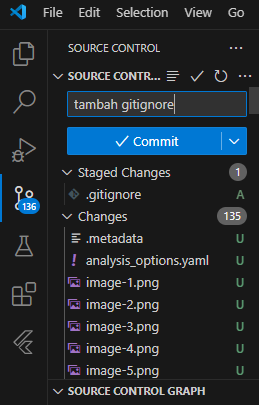 File Edit Selection View Go
SOURCE CONTROL
SOURCE CONTR...
tambah gitignore
Commit
Staged Changes 1
.gitignore A
Changes 135
.metadata U
! analysis_options.yaml U
image-1.png U
image-2.png U
image-3.png U
image-4.png U
image-5.png U
136
SOURCE CONTROL GRAPH